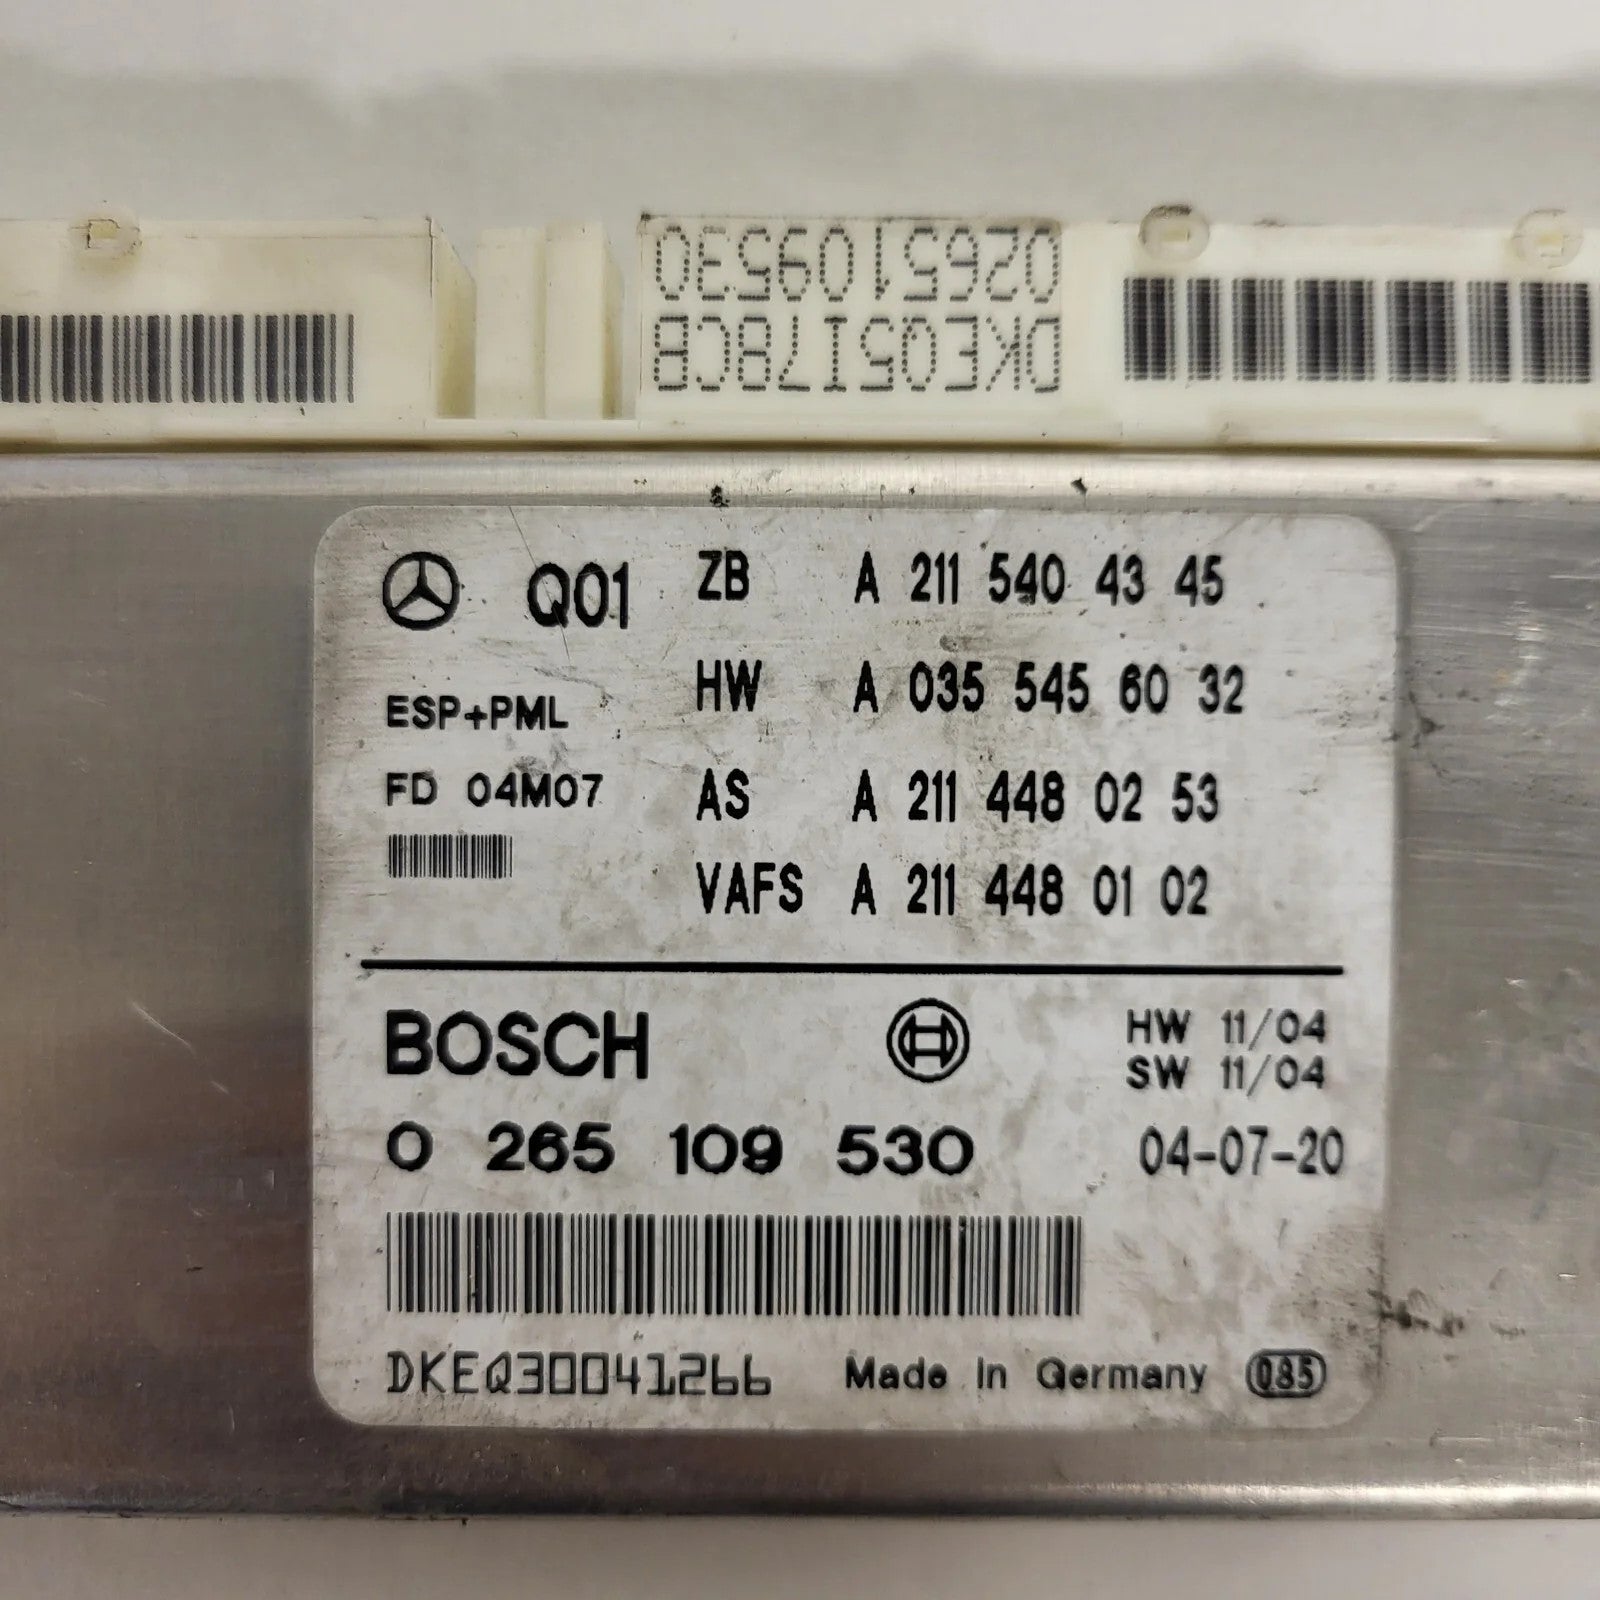 0265109530
DKEQ5I78CB
Q01
ZB A 211 540 43 45
HW A 035 545 60 32
ESP+PML
FD 04M07
AS A 211 448 02 53
VAFS A 211 448 01 02
BOSCH
HW 11/04
SW 11/04
0 265 109 530 04-07-20
DKEQ30041266 Made In Germany 085